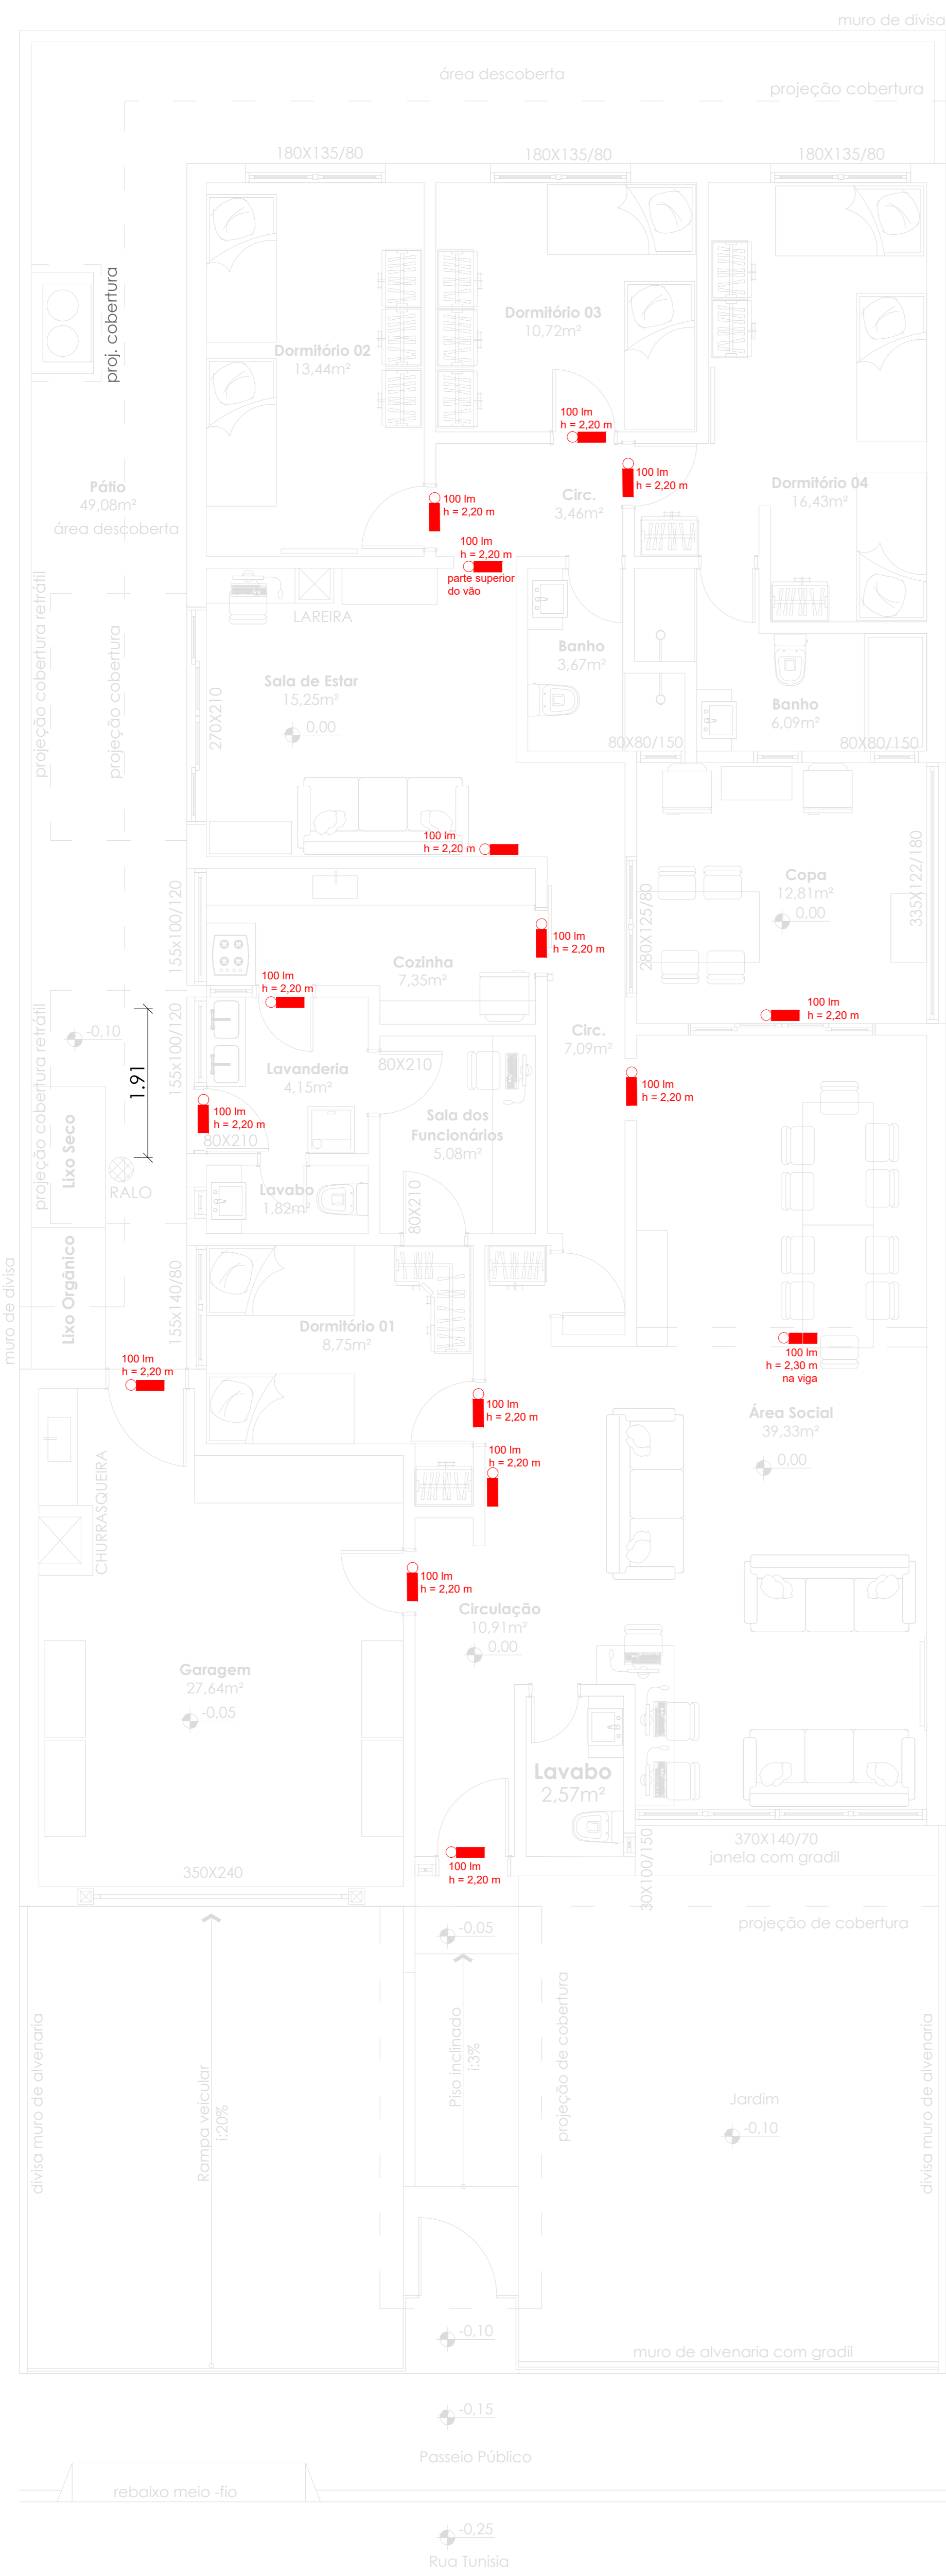 muro de divisa
área descoberta
projeção cobertura
180X135/80
180X135/80
180X135/80
proj. cobertura
Dormitório 03
10,72m²
Dormitório 02
13,44m²
100 lm
h = 2,20 m
100 lm
h = 2,20 m
Pátio
49,08m²
área descoberta
100 lm
h = 2,20 m
Circ.
3,46m²
Dormitório 04
16,43m²
100 lm
h = 2,20 m
parte superior
do vão
projeção cobertura retrátil
projeção cobertura
LAREIRA
Banho
3,67m²
Sala de Estar
15,25m²
0,00
270X210
Banho
6,09m²
80X80/150
80X80/150
100 lm
h = 2,20 m
Copa
12,81m²
0,00
335X122/180
280X125/80
155x100/120
100 lm
h = 2,20 m
Cozinha
7,35m²
100 lm
h = 2,20 m
100 lm
h = 2,20 m
projeção cobertura retrátil
-0,10
1.91
155x100/120
Circ.
7,09m²
Lavanderia
4,15m²
80X210
100 lm
h = 2,20 m
100 lm
h = 2,20 m
80X210
Sala dos
Funcionários
5,08m²
Lixo Seco
RALO
Lavabo
1,82m²
80X210
muro de divisa
Lixo Orgânico
155x140/80
Dormitório 01
8,75m²
100 lm
h = 2,30 m
na viga
100 lm
h = 2,20 m
100 lm
h = 2,20 m
Área Social
39,33m²
0,00
100 lm
h = 2,20 m
CHURRASQUEIRA
100 lm
h = 2,20 m
Circulação
10,91m²
0,00
Garagem
27,64m²
-0,05
Lavabo
2,57m²
370X140/70
janela com gradil
30X100/150
100 lm
h = 2,20 m
350X240
projeção de cobertura
-0,05
divisa muro de alvenaria
Rampa veicular
i:20%
Piso inclinado
i:3%
projeção de cobertura
Jardim
-0,10
divisa muro de alvenaria
-0,10
muro de alvenaria com gradil
-0,15
Passeio Público
rebaixo meio -fio
-0,25
Rua Tunisia